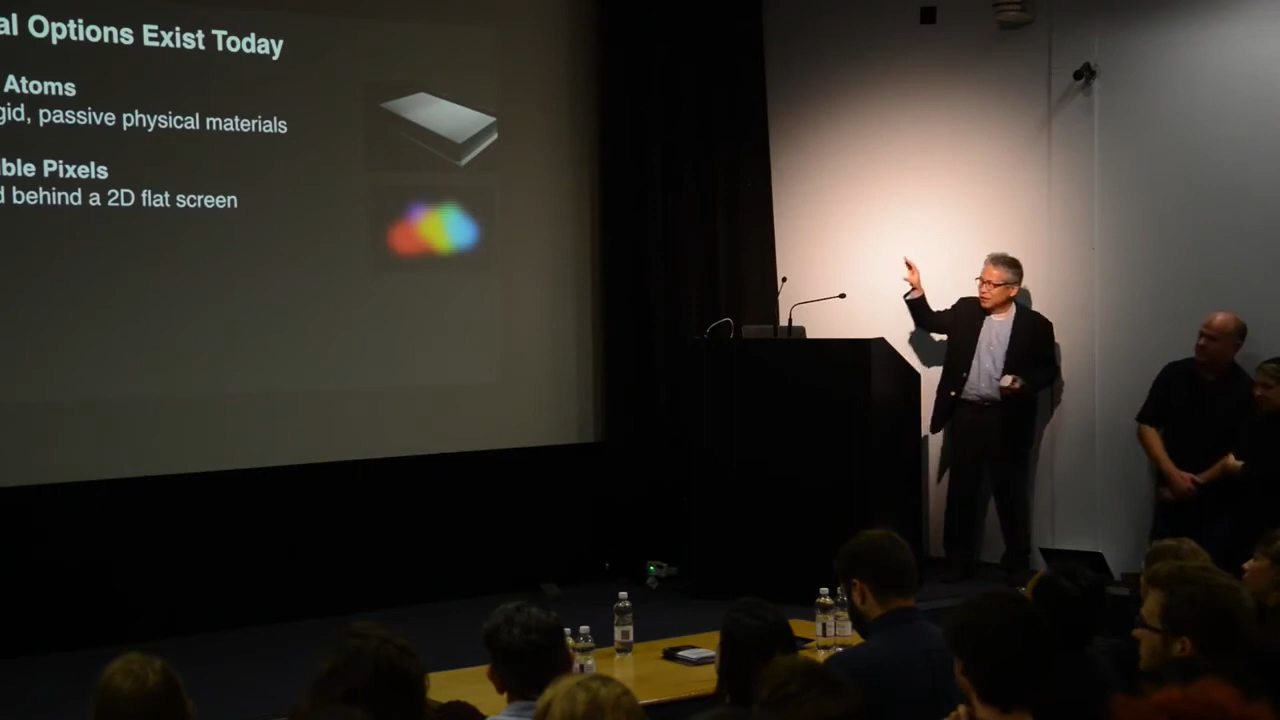 al Options Exist Today
Atoms
gid, passive physical materials
ble Pixels
d behind a 2D flat screen